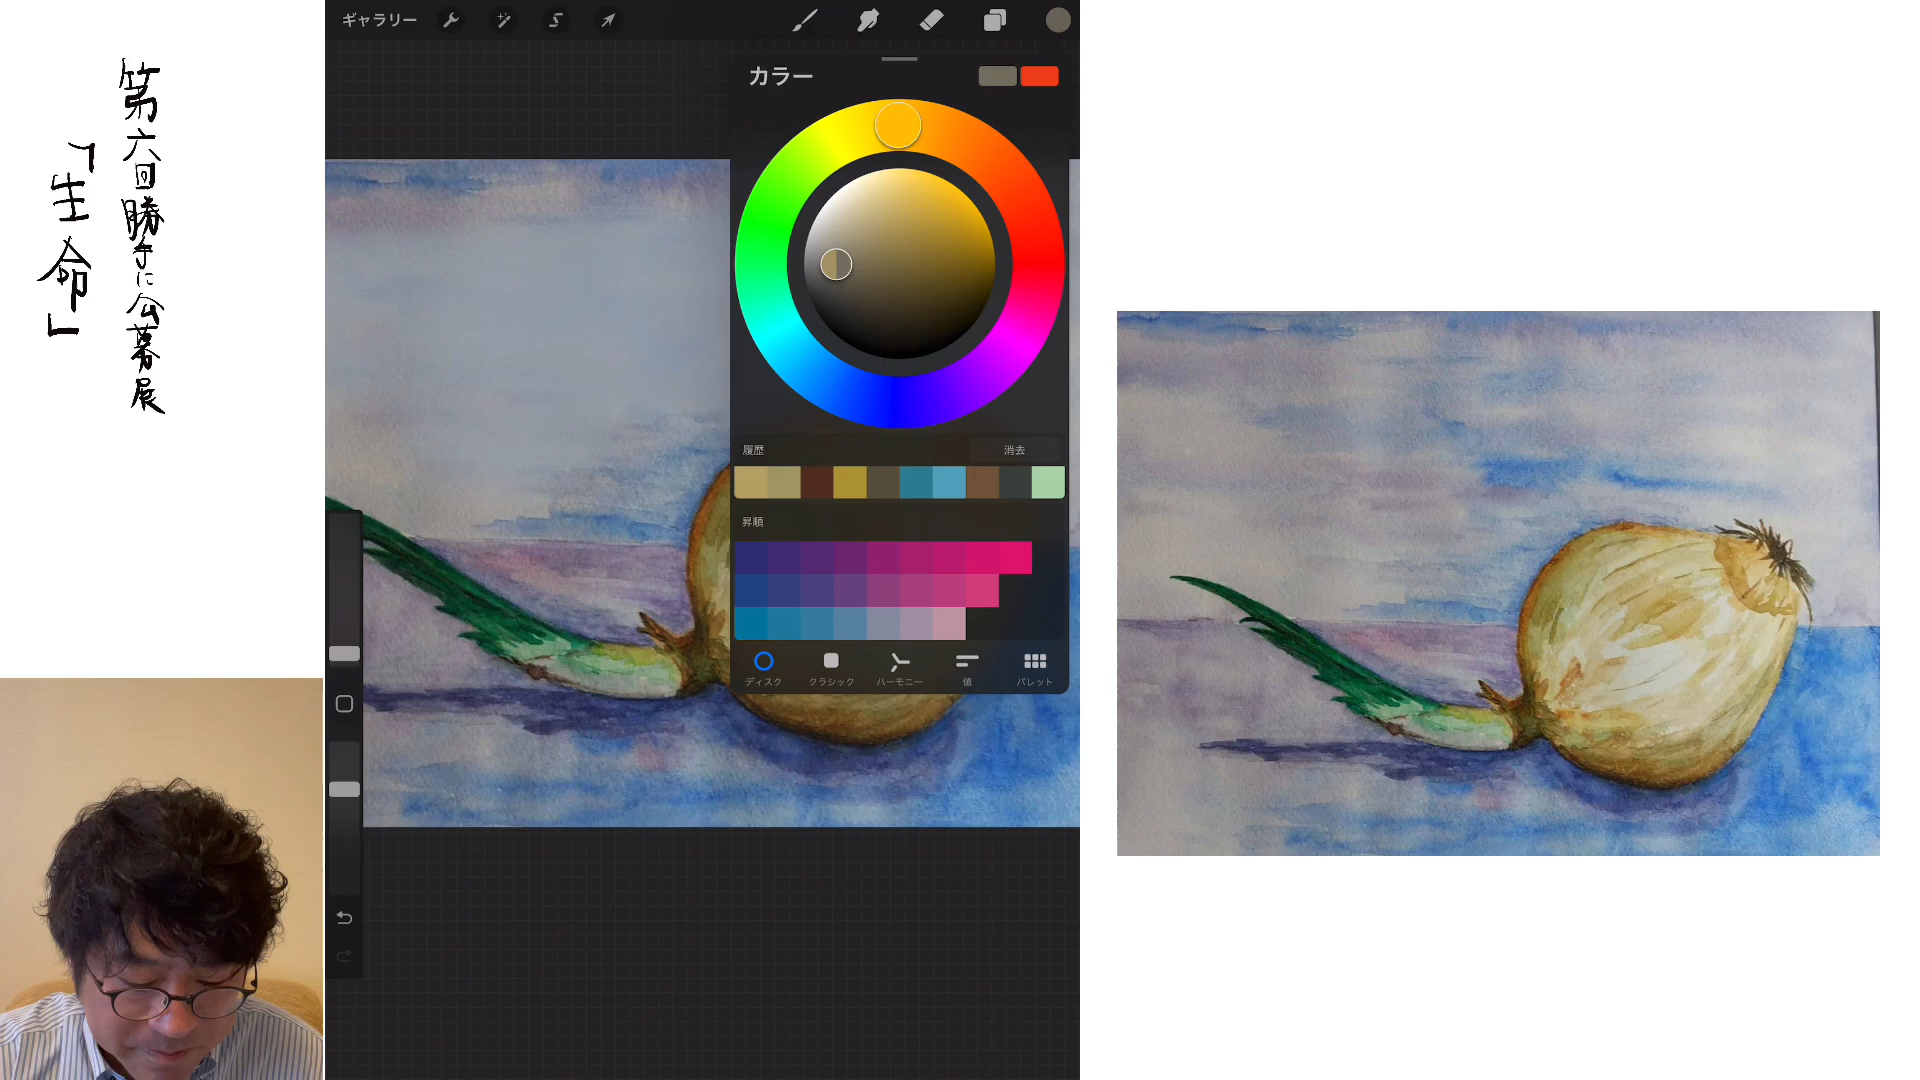 第六回勝手に公募展
「生命」
ギャラリー
カラー
履歴
消去
昇順
ディスク
クラシック
ハーモニー
値
パレット